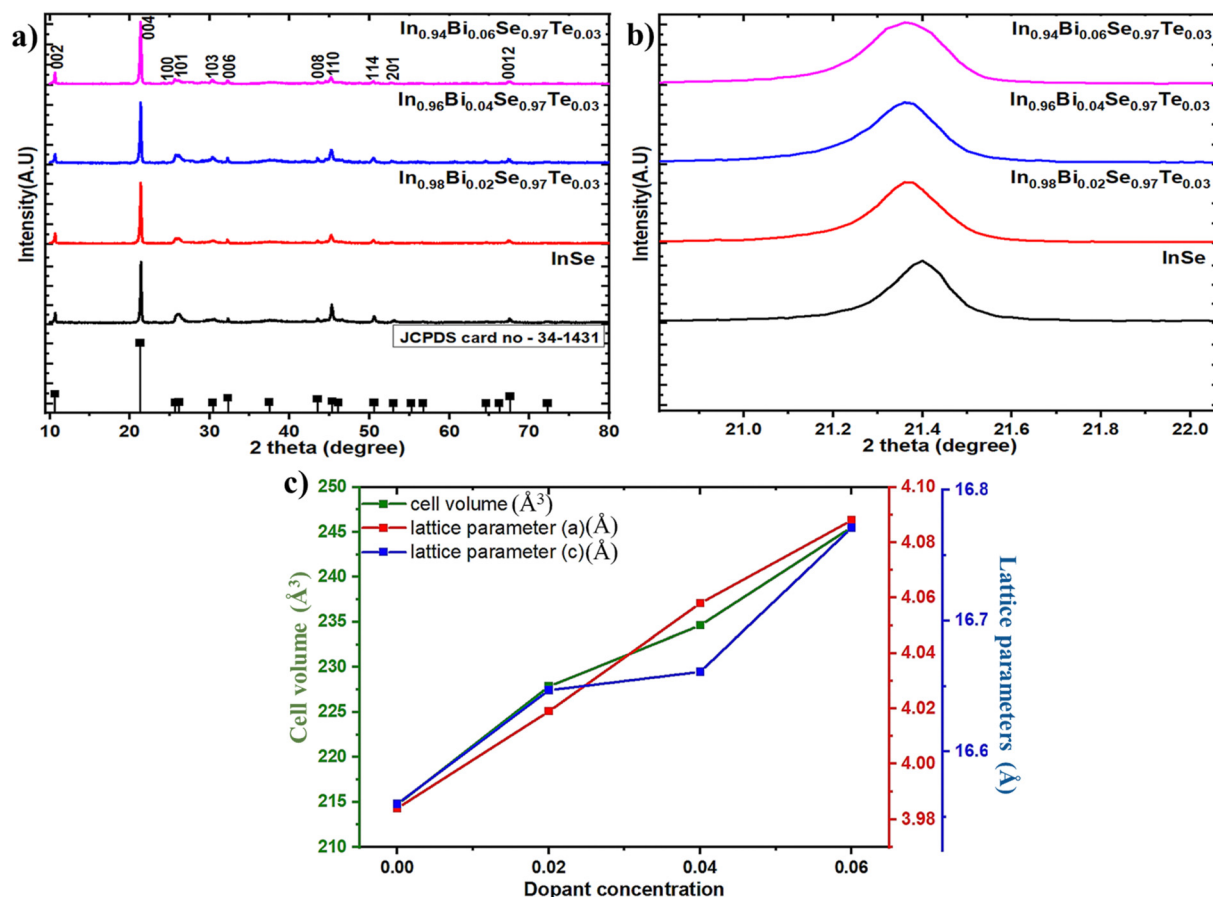 a)
In0.94Bi0.06Se0.97Te0.03
002
004
100
101
103
006
008
110
114
201
0012
In0.96Bi0.04Se0.97Te0.03
In0.98Bi0.02Se0.97Te0.03
InSe
JCPDS card no - 34-1431
Intensity(A.U)
10 20 30 40 50 60 70 80
2 theta (degree)
b)
In0.94Bi0.06Se0.97Te0.03
In0.96Bi0.04Se0.97Te0.03
In0.98Bi0.02Se0.97Te0.03
InSe
Intensity(A.U)
21.0 21.2 21.4 21.6 21.8 22.0
2 theta (degree)
c)
cell volume (Å³)
lattice parameter (a)(Å)
lattice parameter (c)(Å)
Cell volume (Å³)
250
245
240
235
230
225
220
215
210
4.10
4.08
4.06
4.04
4.02
4.00
3.98
16.8
16.7
16.6
Lattice parameters (Å)
0.00 0.02 0.04 0.06
Dopant concentration